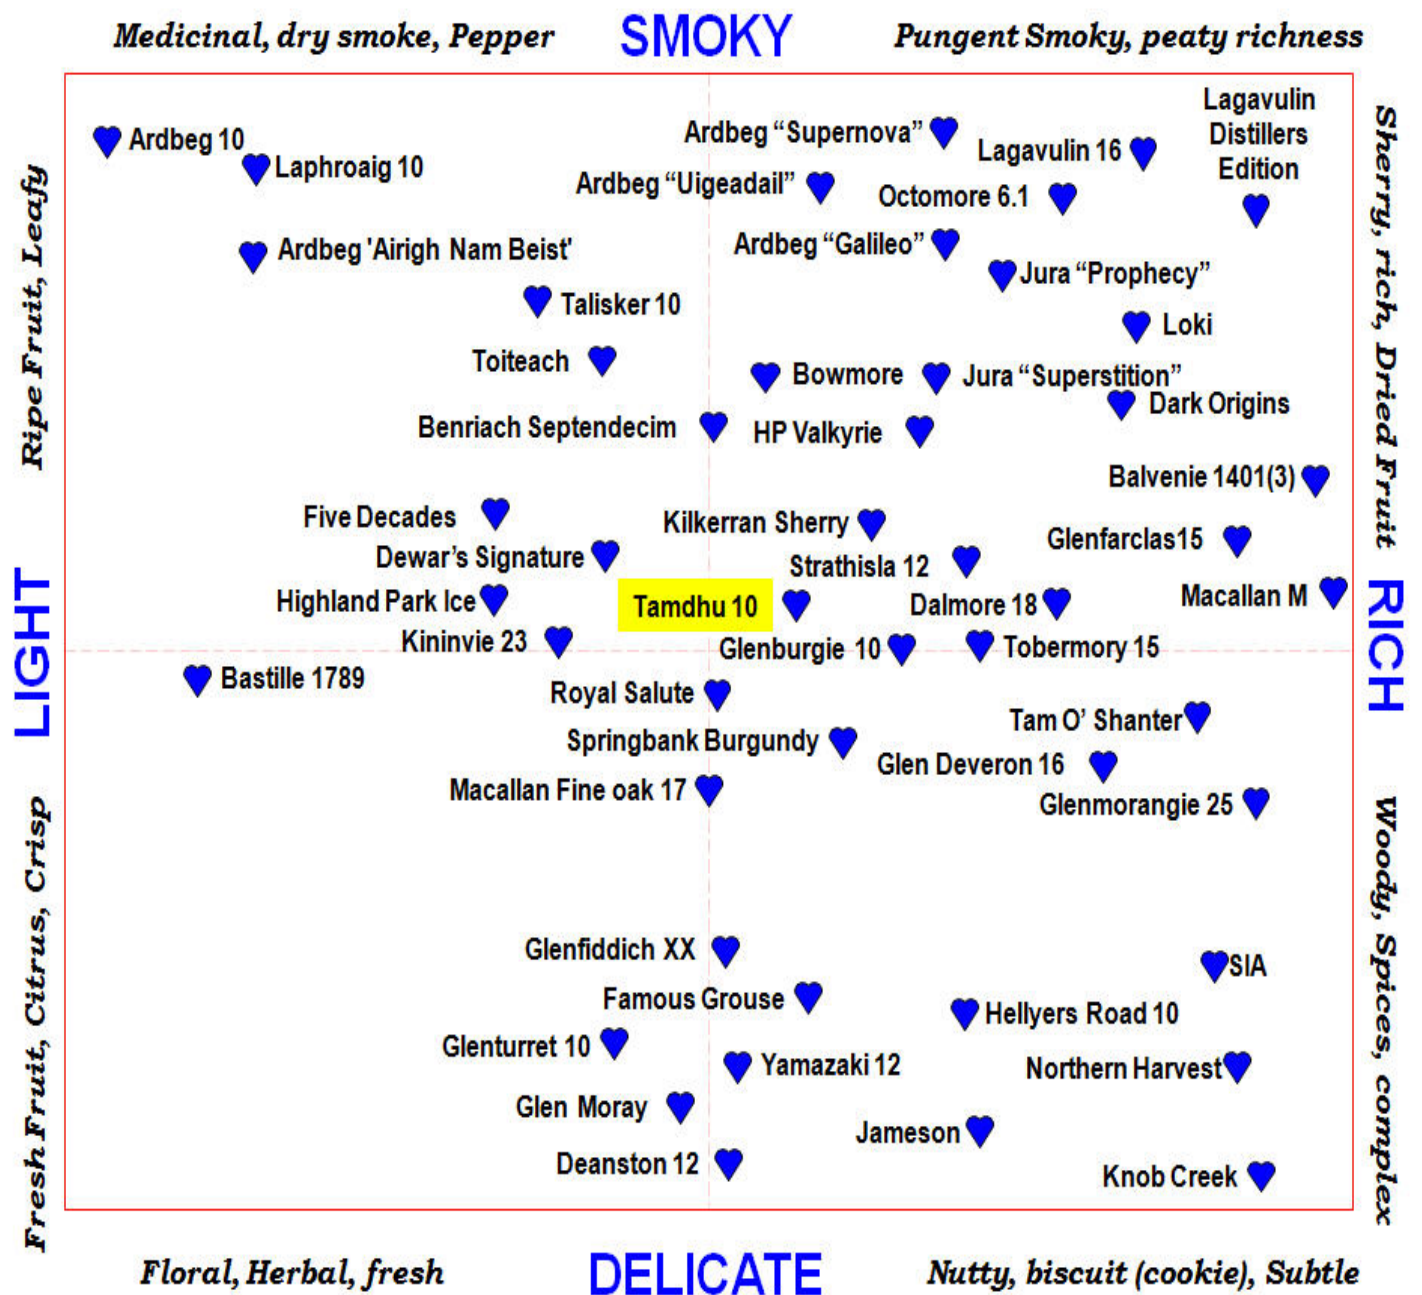 Medicinal, dry smoke, Pepper
SMOKY
Pungent Smoky, peaty richness
Ripe Fruit, Leafy
LIGHT
Fresh Fruit, Citrus, Crisp
Sherry, rich, Dried Fruit
RICH
Woody, Spices, complex
Ardbeg 10
Laphroaig 10
Ardbeg “Supernova”
Lagavulin 16
Lagavulin
Distillers
Edition
Ardbeg “Uigeadail”
Octomore 6.1
Ardbeg 'Airigh Nam Beist'
Ardbeg “Galileo”
Jura “Prophecy”
Talisker 10
Loki
Toiteach
Bowmore
Jura “Superstition”
Dark Origins
Benriach Septendecim
HP Valkyrie
Balvenie 1401(3)
Five Decades
Kilkerran Sherry
Glenfarclas15
Dewar’s Signature
Strathisla 12
Highland Park Ice
Tamdhu 10
Dalmore 18
Macallan M
Kininvie 23
Glenburgie 10
Tobermory 15
Bastille 1789
Royal Salute
Tam O’ Shanter
Springbank Burgundy
Glen Deveron 16
Macallan Fine oak 17
Glenmorangie 25
Glenfiddich XX
SIA
Famous Grouse
Hellyers Road 10
Glenturret 10
Yamazaki 12
Northern Harvest
Glen Moray
Jameson
Deanston 12
Knob Creek
Floral, Herbal, fresh
DELICATE
Nutty, biscuit (cookie), Subtle